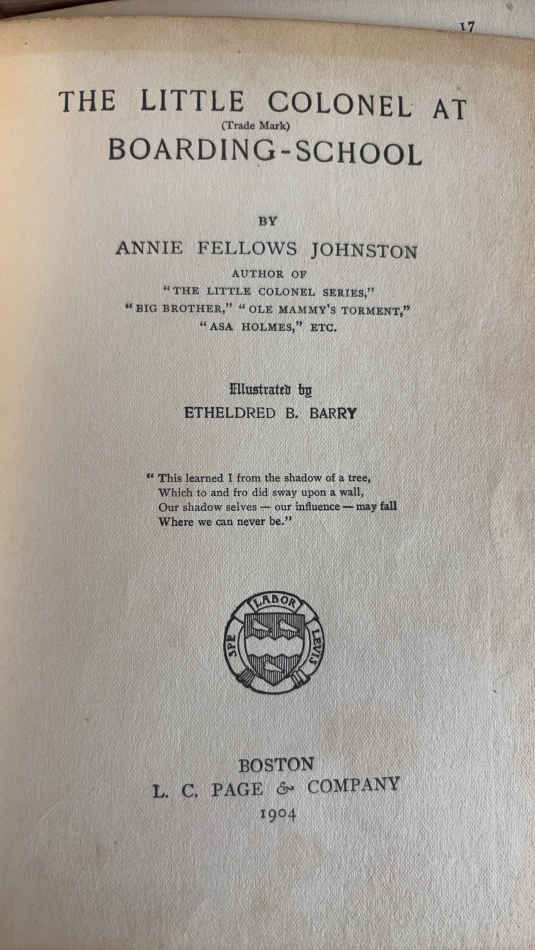 17
THE LITTLE COLONEL AT
(Trade Mark)
BOARDING-SCHOOL
BY
ANNIE FELLOWS JOHNSTON
AUTHOR OF
"THE LITTLE COLONEL SERIES,"
"BIG BROTHER," "OLE MAMMY'S TORMENT,"
"ASA HOLMES," ETC.
Illustrated by
ETHELDRED B. BARRY
" This learned I from the shadow of a tree,
Which to and fro did sway upon a wall,
Our shadow selves — our influence — may fall
Where we can never be."
SPE LABOR LEVIS
BOSTON
L. C. PAGE & COMPANY
1904